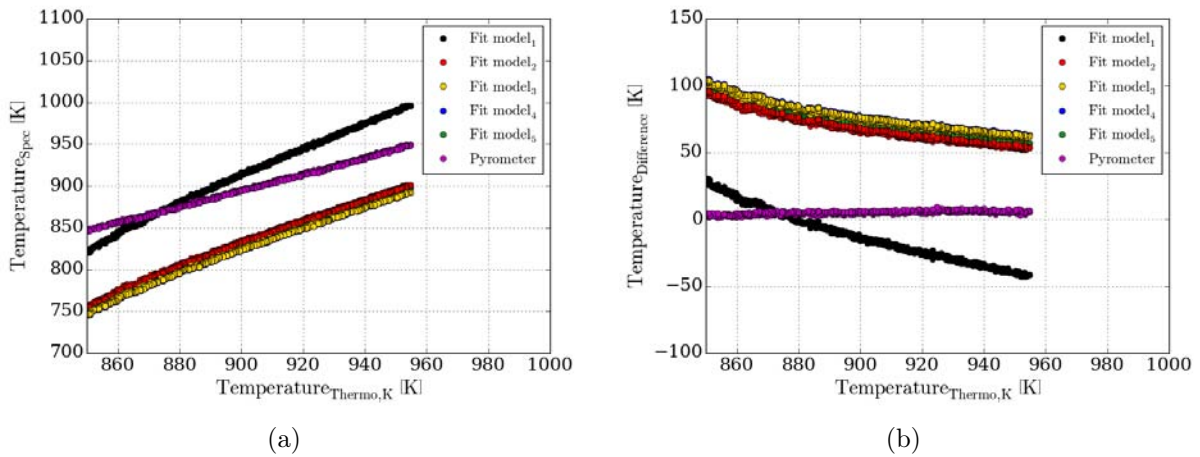 1100
1050
1000
950
900
850
800
750
700
860 880 900 920 940 960 980 1000
Temperature_Spec [K]
Temperature_Thermo,K [K]
Fit model_1
Fit model_2
Fit model_3
Fit model_4
Fit model_5
Pyrometer
(a)
150
100
50
0
−50
−100
860 880 900 920 940 960 980 1000
Temperature_Difference [K]
Temperature_Thermo,K [K]
Fit model_1
Fit model_2
Fit model_3
Fit model_4
Fit model_5
Pyrometer
(b)